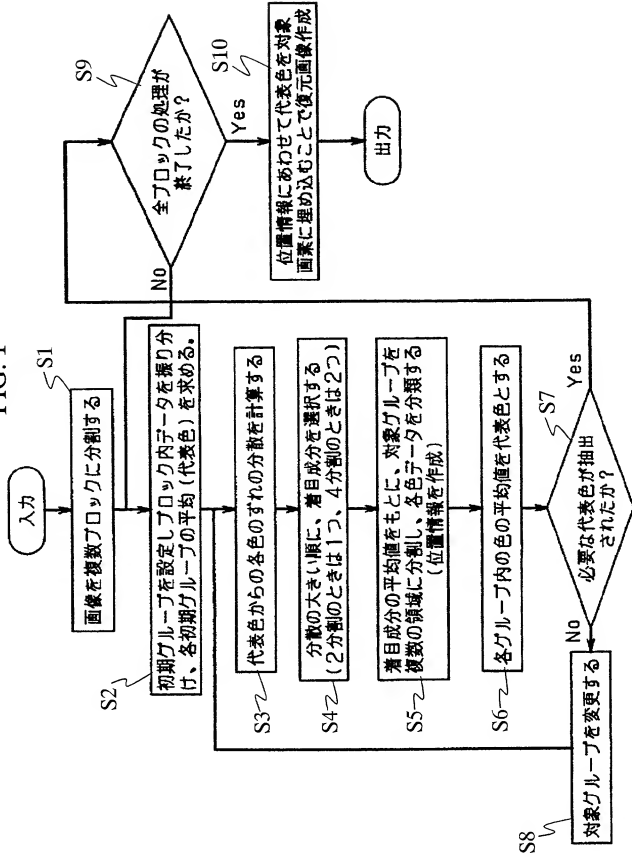 FIG. 1
入力
S1
画像を複数ブロックに分割する
S2
初期グループを設定しブロック内データを振り分
け、各初期グループの平均（代表色）を求める。
S3
代表色からの各色のずれの分散を計算する
S4
分散の大きい順に、着目成分を選択する
（2分割のときは1つ、4分割のときは2つ）
S5
着目成分の平均値をもとに、対象グループを
複数の領域に分割し、各色データを分類する
（位置情報を作成）
S6
各グループ内の色の平均値を代表色とする
S7
必要な代表色が抽出
されたか？
No
Yes
S8
対象グループを変更する
S9
全ブロックの処理が
終了したか？
No
Yes
S10
位置情報にあわせて代表色を対象
画素に埋め込むことで復元画像作成
出力